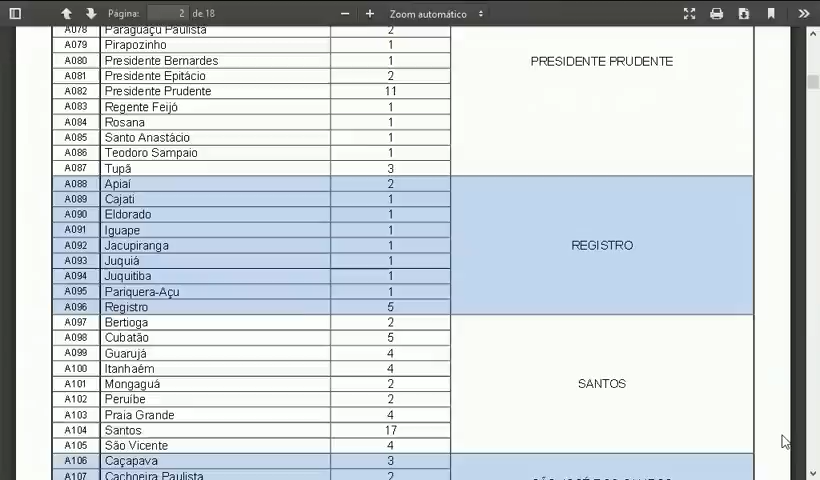 Página: 2 de 18 Zoom automático
A078 Paraguaçu Paulista 2
A079 Pirapozinho 1
A080 Presidente Bernardes 1 PRESIDENTE PRUDENTE
A081 Presidente Epitácio 2
A082 Presidente Prudente 11
A083 Regente Feijó 1
A084 Rosana 1
A085 Santo Anastácio 1
A086 Teodoro Sampaio 1
A087 Tupã 3
A088 Apiaí 2
A089 Cajati 1
A090 Eldorado 1
A091 Iguape 1
A092 Jacupiranga 1 REGISTRO
A093 Juquiá 1
A094 Juquitiba 1
A095 Pariquera-Açu 1
A096 Registro 5
A097 Bertioga 2
A098 Cubatão 5
A099 Guarujá 4
A100 Itanhaém 4
A101 Mongaguá 2 SANTOS
A102 Peruíbe 2
A103 Praia Grande 4
A104 Santos 17
A105 São Vicente 4
A106 Caçapava 3
A107 Cachoeira Paulista 2